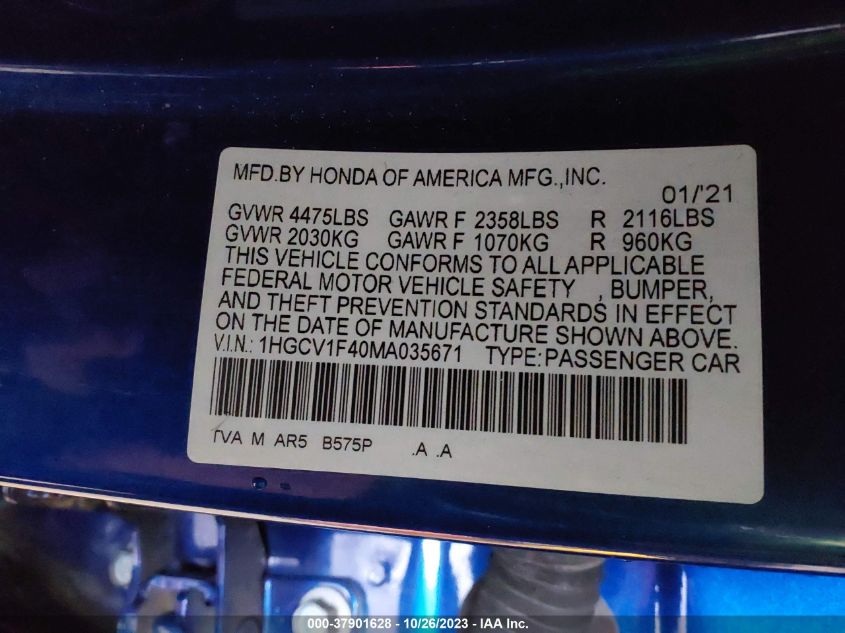 MFD.BY HONDA OF AMERICA MFG.,INC.
01/'21
GVWR 4475LBS GAWR F 2358LBS R 2116LBS
GVWR 2030KG GAWR F 1070KG R 960KG
THIS VEHICLE CONFORMS TO ALL APPLICABLE
FEDERAL MOTOR VEHICLE SAFETY , BUMPER,
AND THEFT PREVENTION STANDARDS IN EFFECT
ON THE DATE OF MANUFACTURE SHOWN ABOVE.
V.I.N.: 1HGCV1F40MA035671 TYPE:PASSENGER CAR
TVA M AR5 B575P .A .A
000-37901628 - 10/26/2023 - IAA Inc.